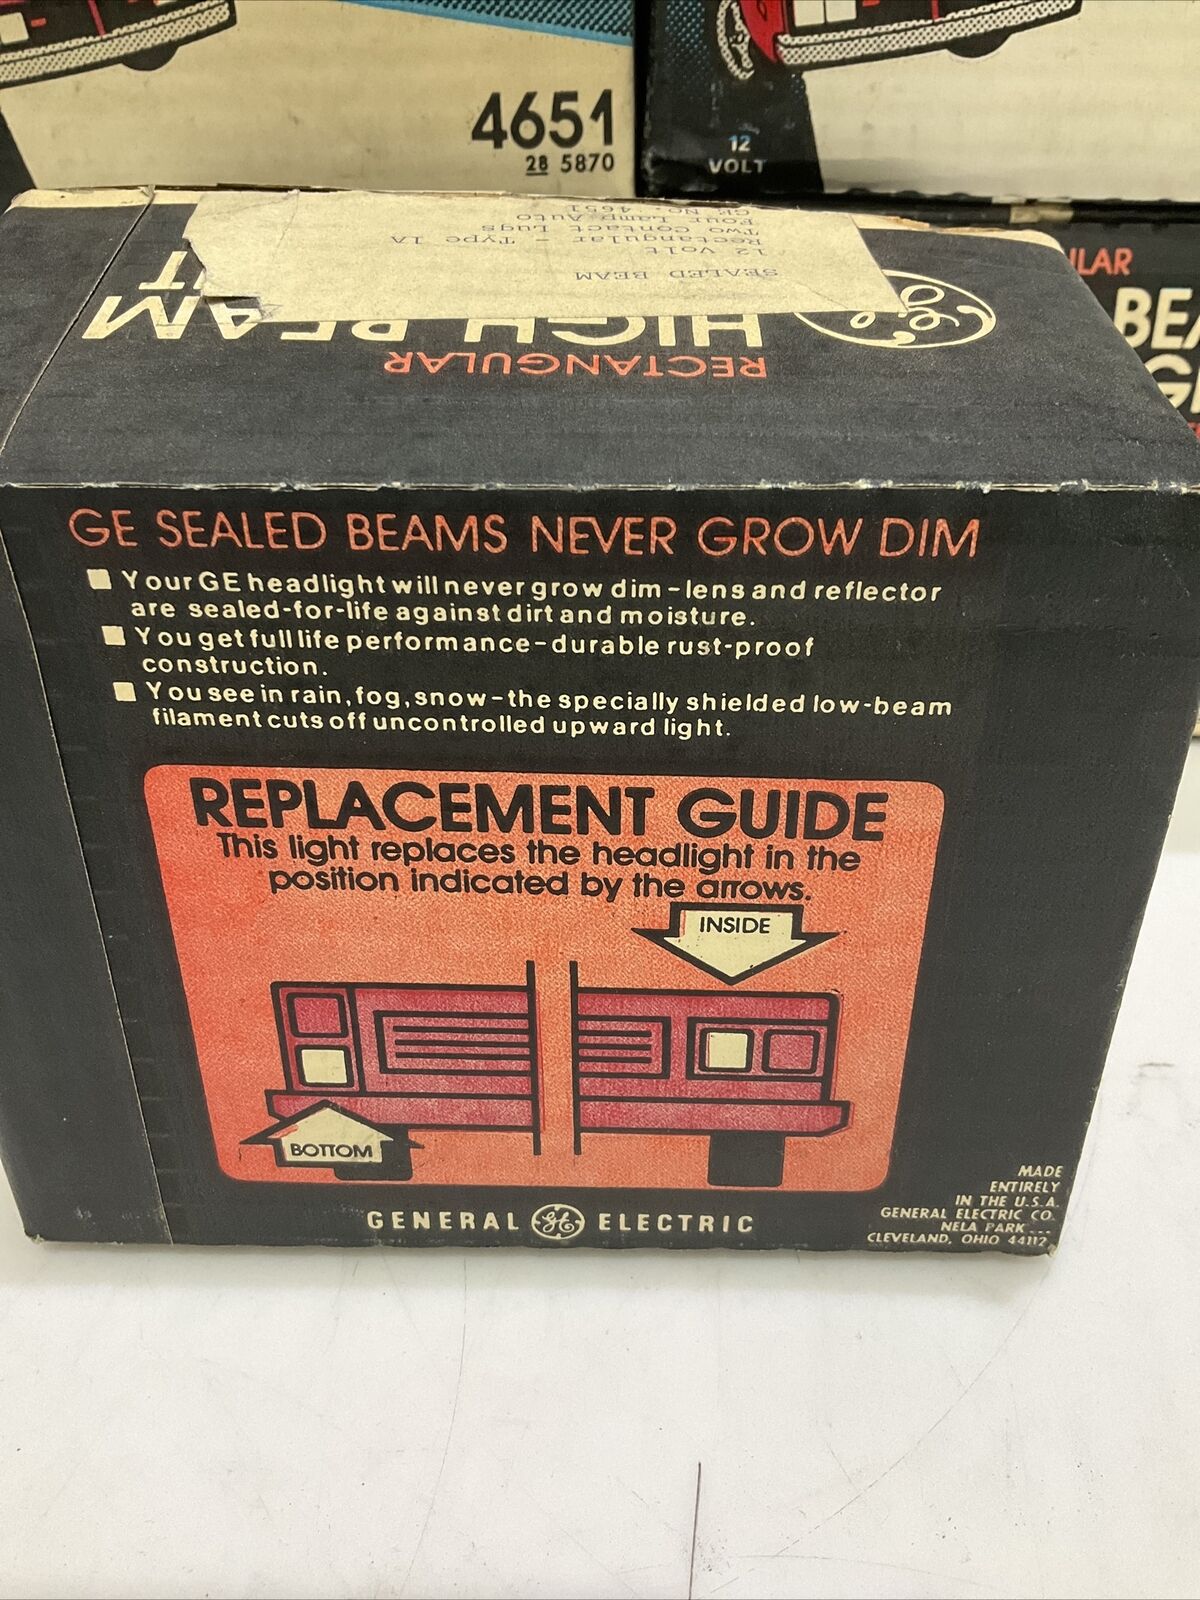 4651
28 5870
12
VOLT
SEALED BEAM
12 Volt
Rectangular - Type 1A
Two Contact Lugs
Four Lamp Auto
GE No. 4651
GE
RECTANGULAR
HIGH BEAM
GE SEALED BEAMS NEVER GROW DIM
■ Your GE headlight will never grow dim-lens and reflector
are sealed-for-life against dirt and moisture.
■ You get full life performance-durable rust-proof
construction.
■ You see in rain, fog, snow-the specially shielded low-beam
filament cuts off uncontrolled upward light.
REPLACEMENT GUIDE
This light replaces the headlight in the
position indicated by the arrows.
INSIDE
BOTTOM
GENERAL GE ELECTRIC
MADE
ENTIRELY
IN THE U.S.A.
GENERAL ELECTRIC CO.
NELA PARK
CLEVELAND, OHIO 44112